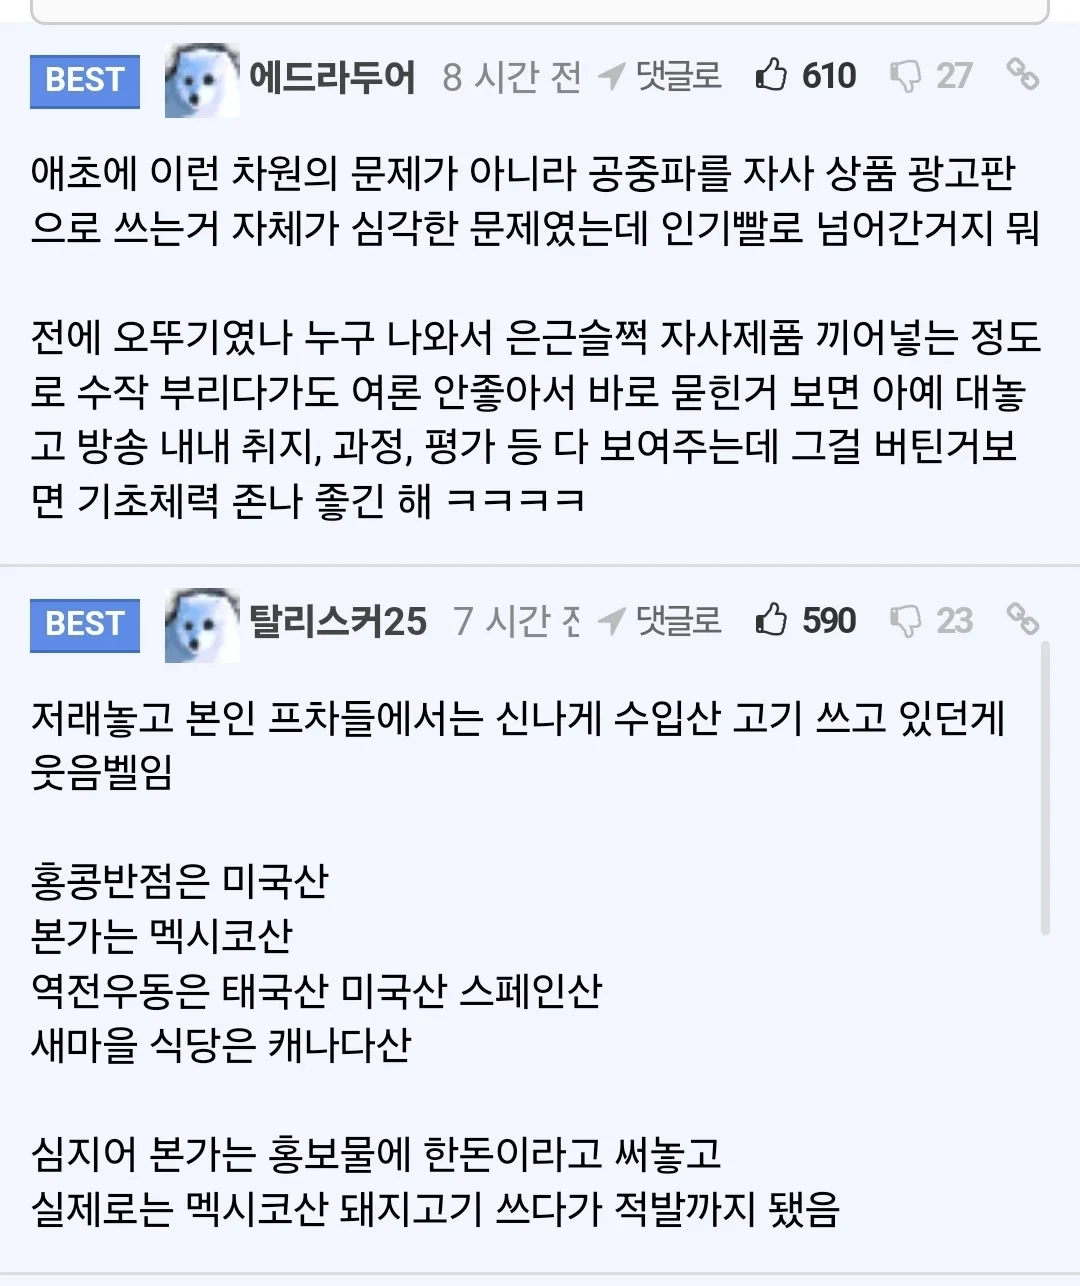 BEST 에드라두어 8 시간 전 댓글로 610 27
애초에 이런 차원의 문제가 아니라 공중파를 자사 상품 광고판
으로 쓰는거 자체가 심각한 문제였는데 인기빨로 넘어간거지 뭐
전에 오뚜기였나 누구 나와서 은근슬쩍 자사제품 끼어넣는 정도
로 수작 부리다가도 여론 안좋아서 바로 묻힌거 보면 아예 대놓
고 방송 내내 취지, 과정, 평가 등 다 보여주는데 그걸 버틴거보
면 기초체력 존나 좋긴 해 ㅋㅋㅋㅋ
BEST 탈리스커25 7 시간 전 댓글로 590 23
저래놓고 본인 프차들에서는 신나게 수입산 고기 쓰고 있던게
웃음벨임
홍콩반점은 미국산
본가는 멕시코산
역전우동은 태국산 미국산 스페인산
새마을 식당은 캐나다산
심지어 본가는 홍보물에 한돈이라고 써놓고
실제로는 멕시코산 돼지고기 쓰다가 적발까지 됐음